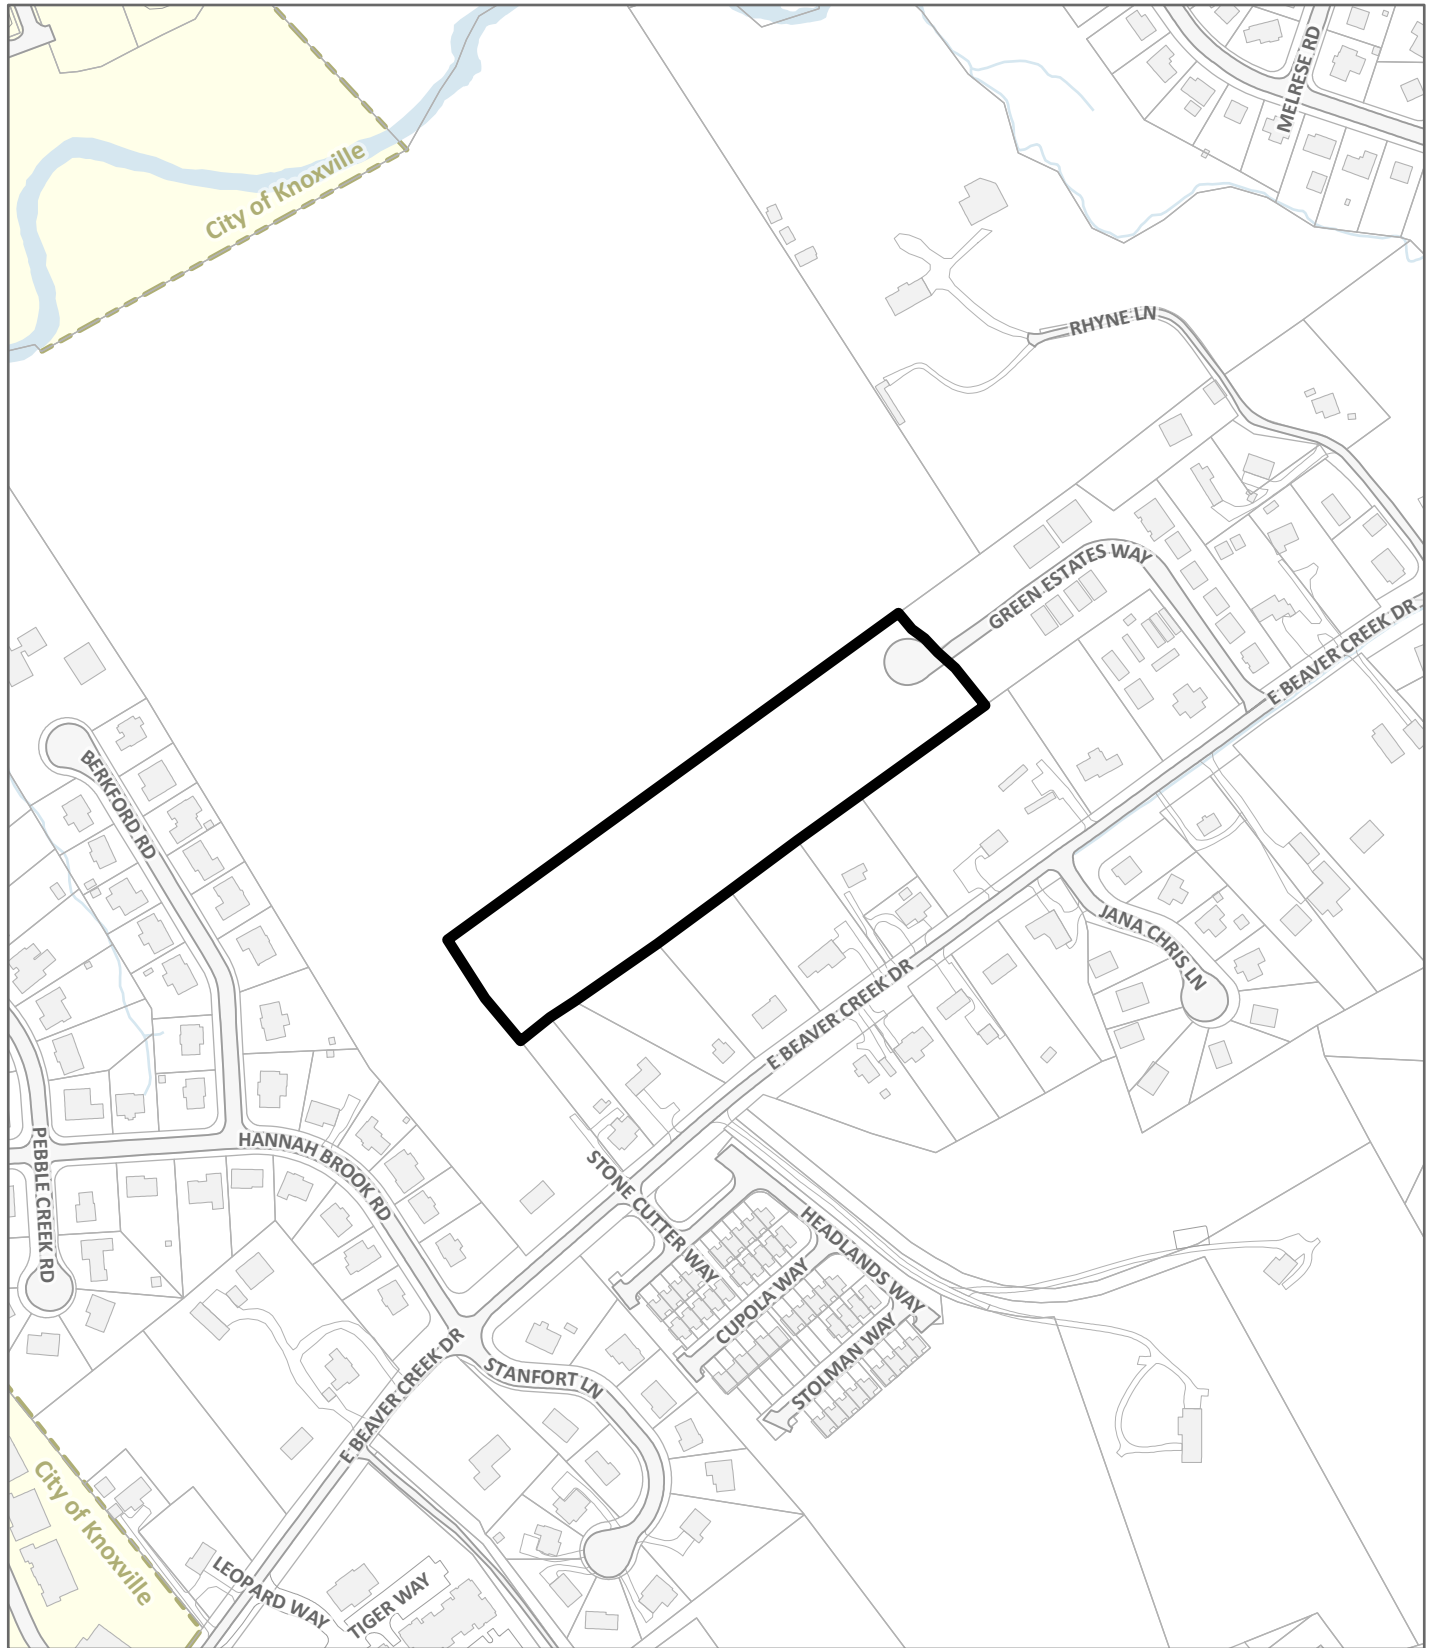 MELRESE RD
City of Knoxville
RHYNE LN
GREEN ESTATES WAY
E BEAVER CREEK DR
BERKFORD RD
JANA CHRIS LN
E BEAVER CREEK DR
PEBBLE CREEK RD
HANNAH BROOK RD
STONE CUTTER WAY
HEADLANDS WAY
CUPOLA WAY
STOLMAN WAY
E BEAVER CREEK DR
STANFORT LN
City of Knoxville
LEOPARD WAY
TIGER WAY